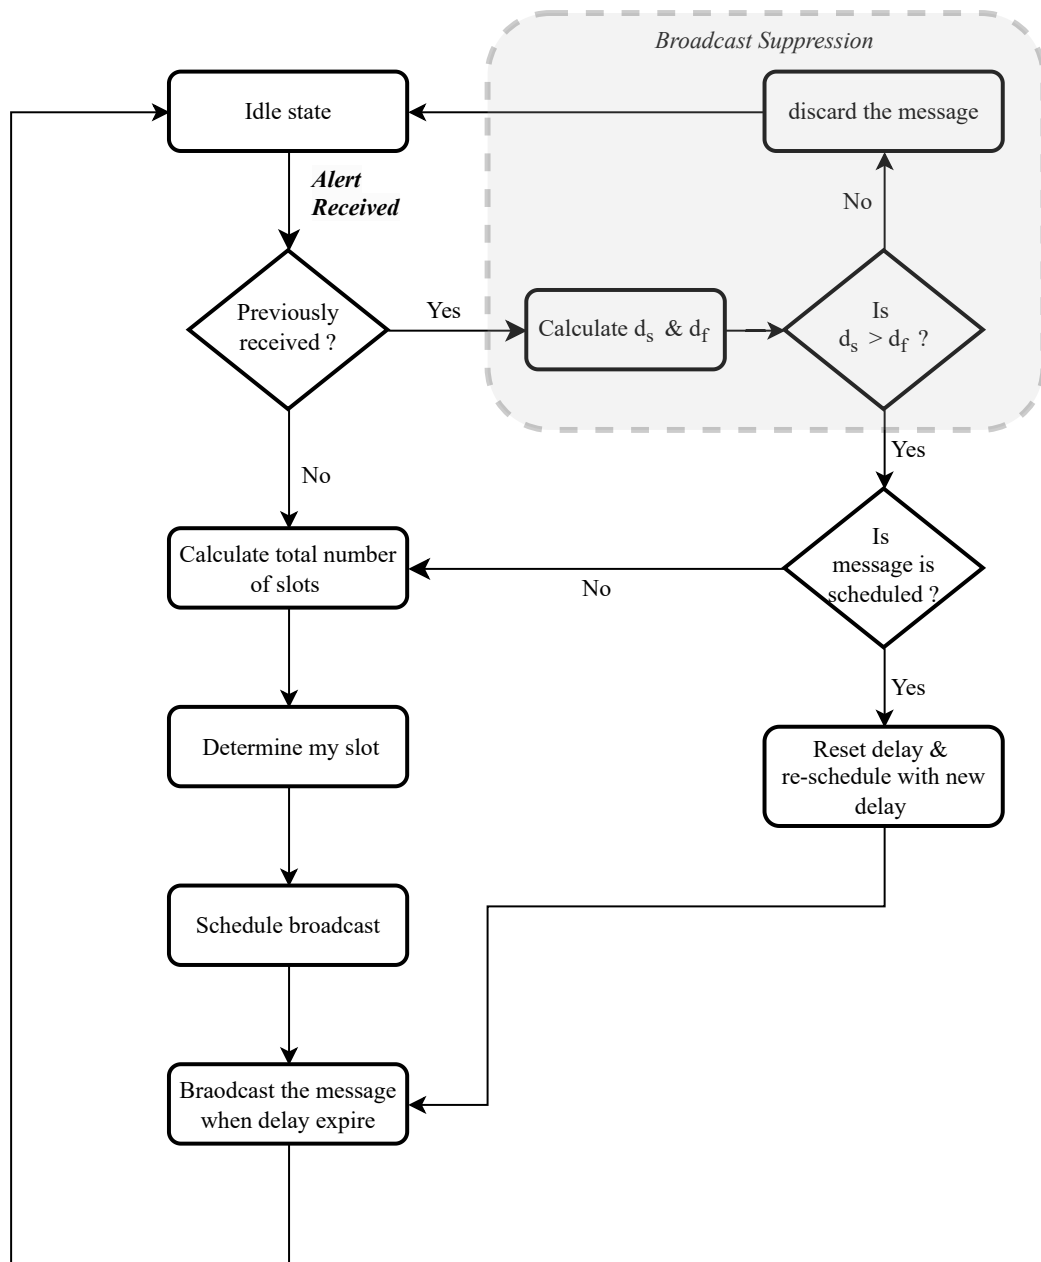 Broadcast Suppression
Idle state
discard the message
Alert
Received
No
Previously
received ?
Yes
Calculate ds & df
Is
ds > df ?
Yes
No
Calculate total number
of slots
No
Is
message is
scheduled ?
Yes
Determine my slot
Reset delay &
re-schedule with new
delay
Schedule broadcast
Braodcast the message
when delay expire